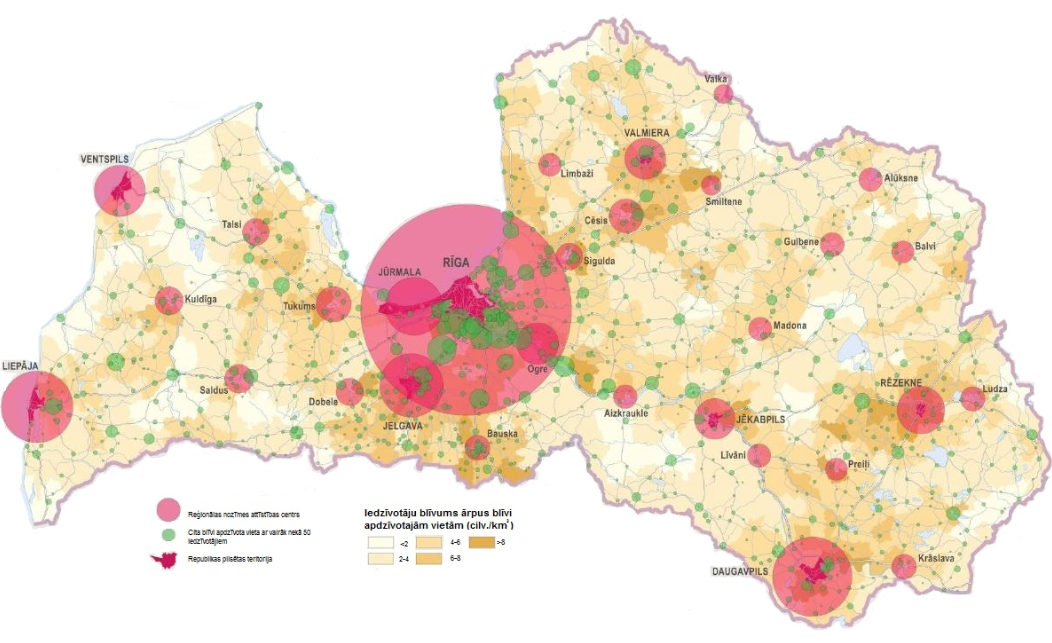 Valka
VALMIERA
VENTSPILS
Limbaži
Alūksne
Smiltene
Cēsis
Talsi
Gulbene
Balvi
Sigulda
RĪGA
JŪRMALA
Kuldīga
Tukums
Madona
LIEPĀJA
Ogre
RĒZEKNE
Ludza
Saldus
Dobele
Aizkraukle
JĒKABPILS
JELGAVA
Bauska
Līvāni
Preiļi
Krāslava
DAUGAVPILS
Reģionālas nozīmes attīstības centrs
Cita blīvi apdzīvota vieta ar vairāk nekā 50
iedzīvotājiem
Republikas pilsētas teritorija
Iedzīvotāju blīvums ārpus blīvi
apdzīvotajām vietām (cilv./km²)
<2 4-6 >8
2-4 6-8